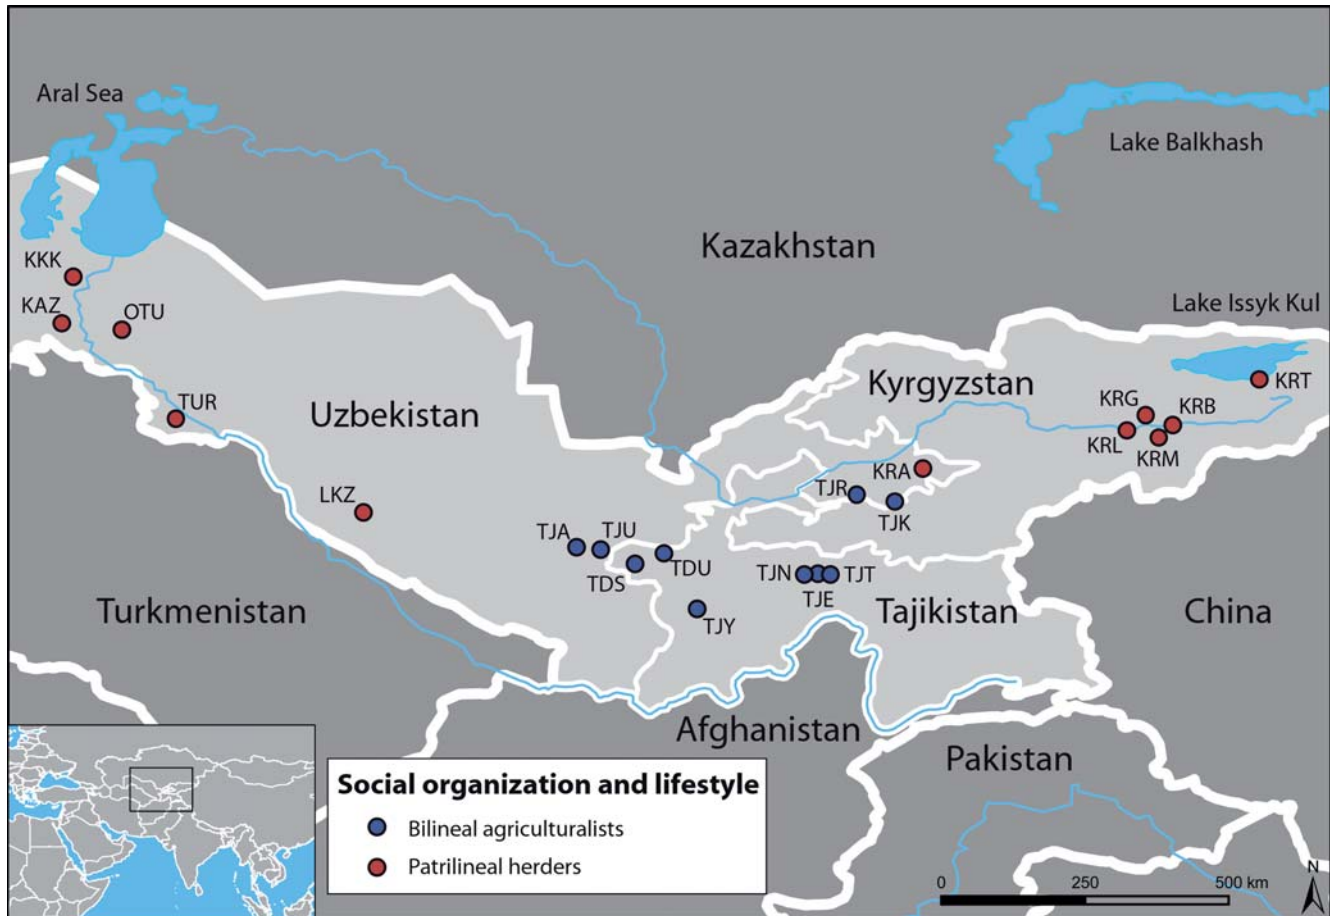 Aral Sea
Lake Balkhash
Kazakhstan
KKK
KAZ
OTU
Lake Issyk Kul
KRT
Kyrgyzstan
TUR
Uzbekistan
KRG
KRB
KRL
KRM
KRA
TJR
TJK
LKZ
TJA
TJU
TDS
TDU
TJN
TJT
TJE
TJY
Turkmenistan
Tajikistan
China
Afghanistan
Pakistan
Social organization and lifestyle
Bilineal agriculturalists
Patrilineal herders
0 250 500 km
N